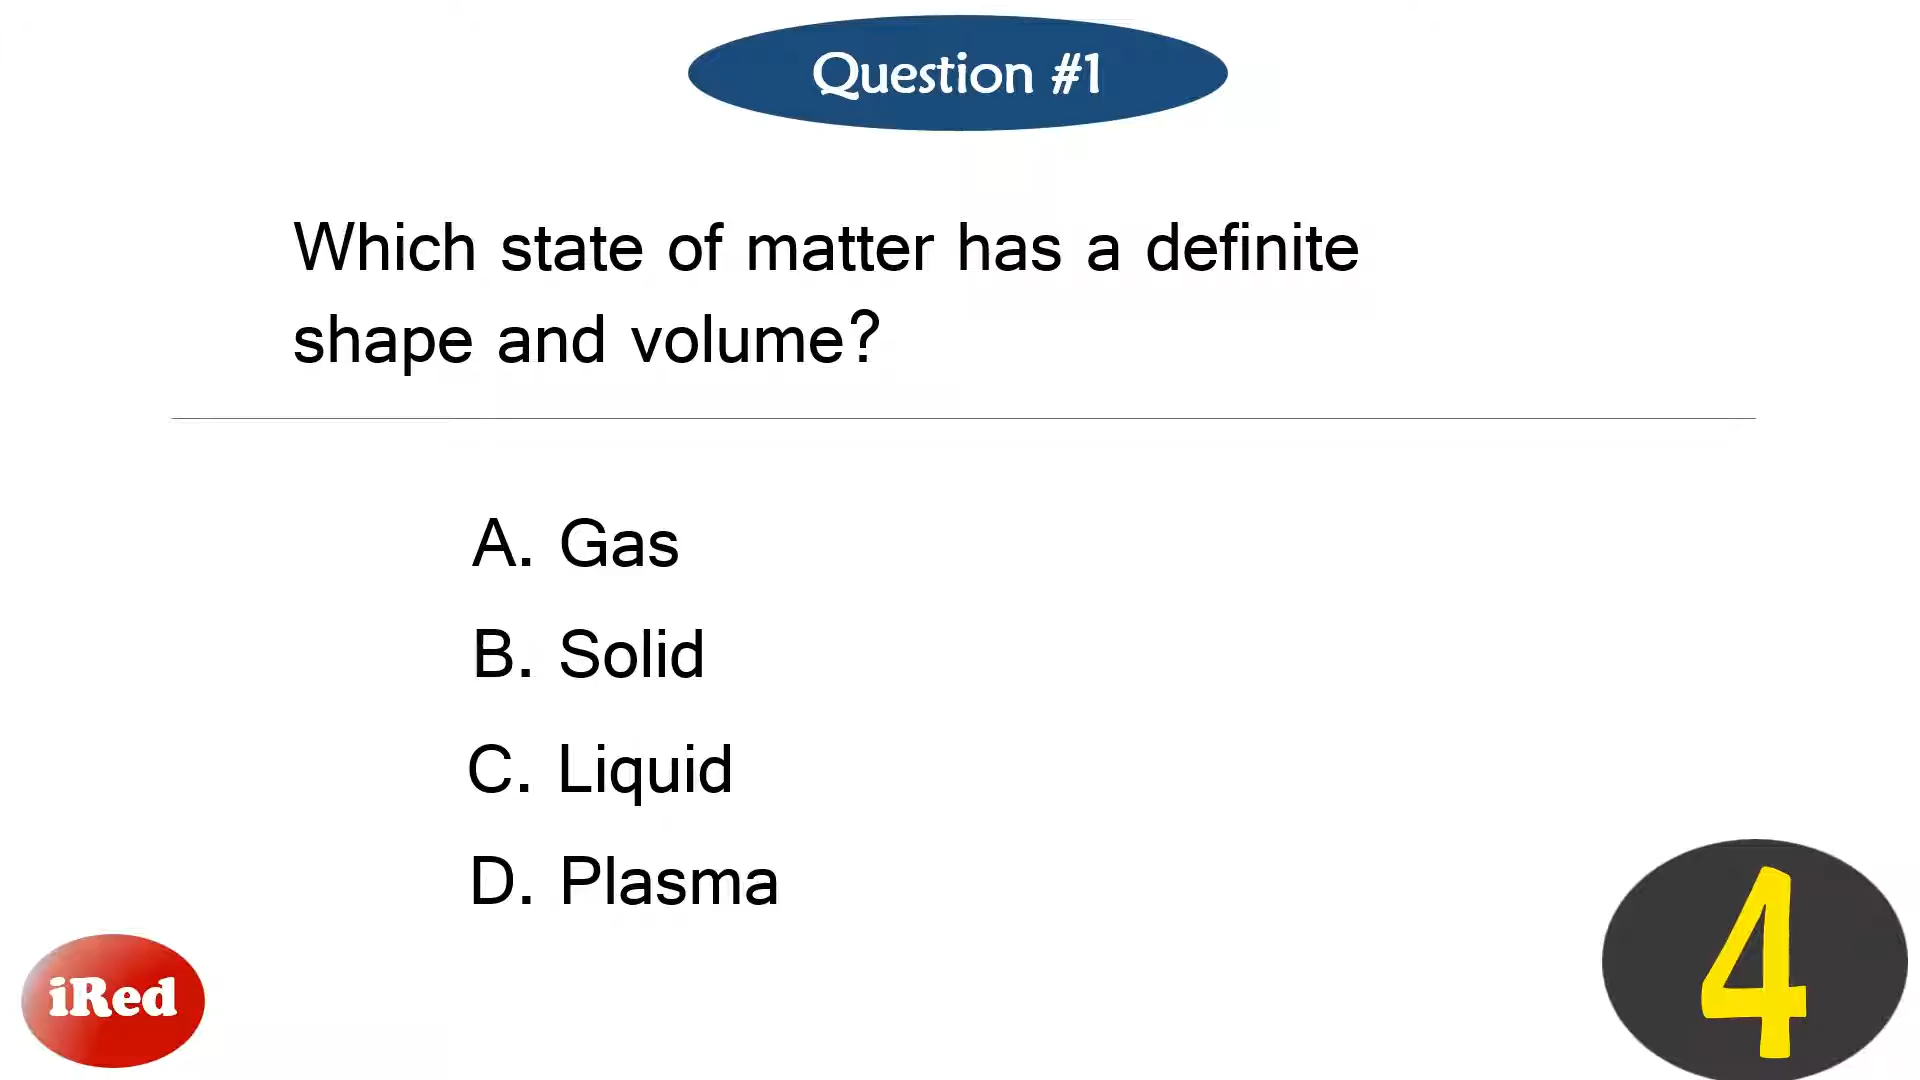 Question #1
Which state of matter has a definite
shape and volume?
A. Gas
B. Solid
C. Liquid
D. Plasma
iRed
4